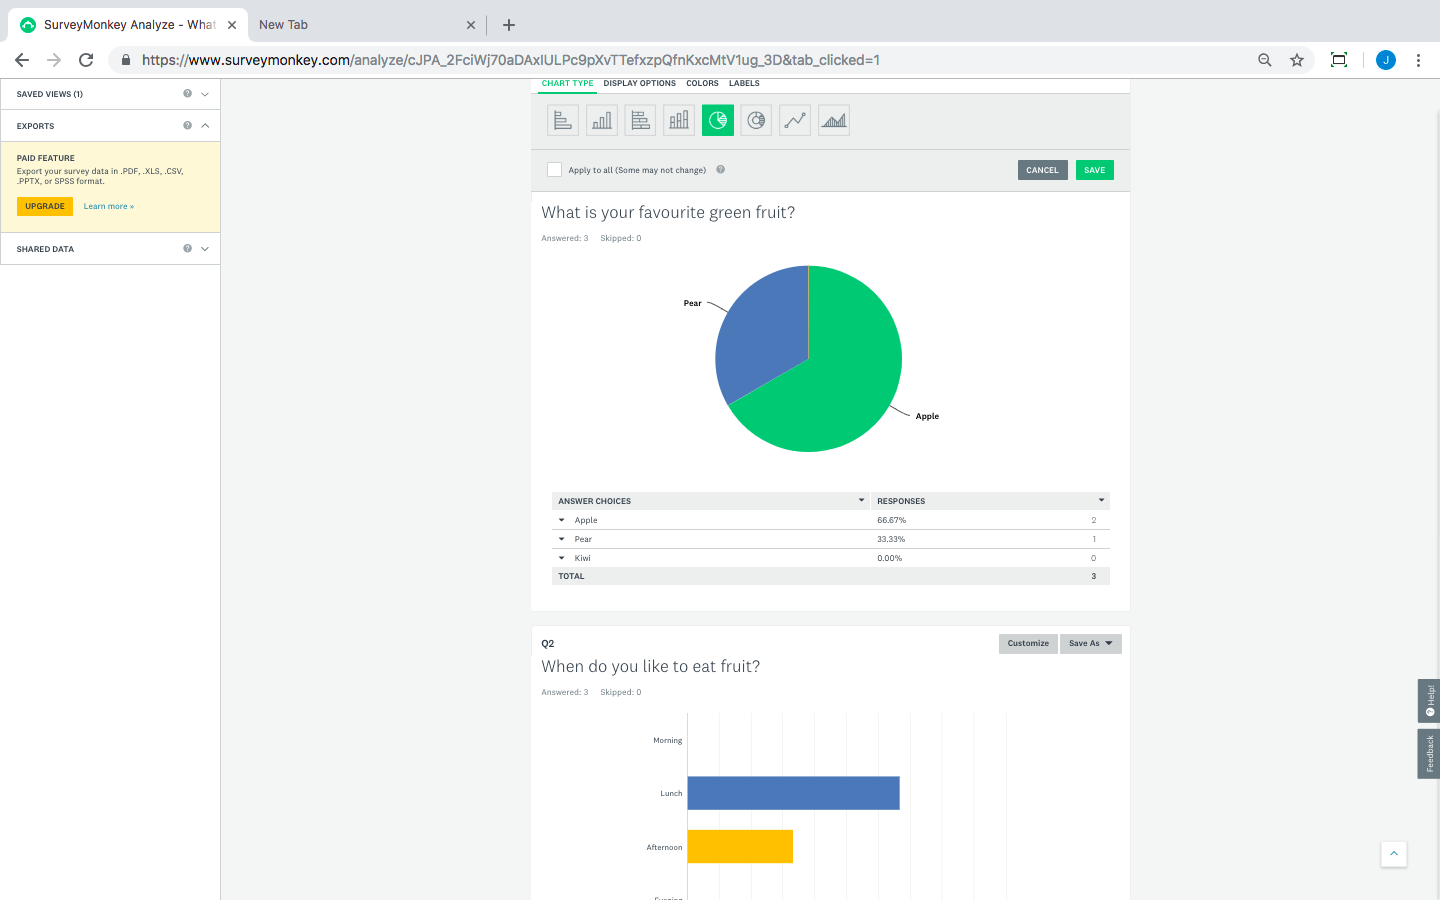 SurveyMonkey Analyze - What
New Tab
https://www.surveymonkey.com/analyze/cJPA_2FciWj70aDAxIULPc9pXvTTefxzpQfnKxcMtV1ug_3D&tab_clicked=1
J
SAVED VIEWS (1)
EXPORTS
PAID FEATURE
Export your survey data in .PDF, .XLS, .CSV,
.PPTX, or SPSS format.
UPGRADE Learn more »
SHARED DATA
CHART TYPE DISPLAY OPTIONS COLORS LABELS
Apply to all (Some may not change)
CANCEL SAVE
What is your favourite green fruit?
Answered: 3 Skipped: 0
Pear
Apple
ANSWER CHOICES RESPONSES
Apple 66.67% 2
Pear 33.33% 1
Kiwi 0.00% 0
TOTAL 3
Q2
Customize Save As
When do you like to eat fruit?
Answered: 3 Skipped: 0
Morning
Lunch
Afternoon
Help!
Feedback